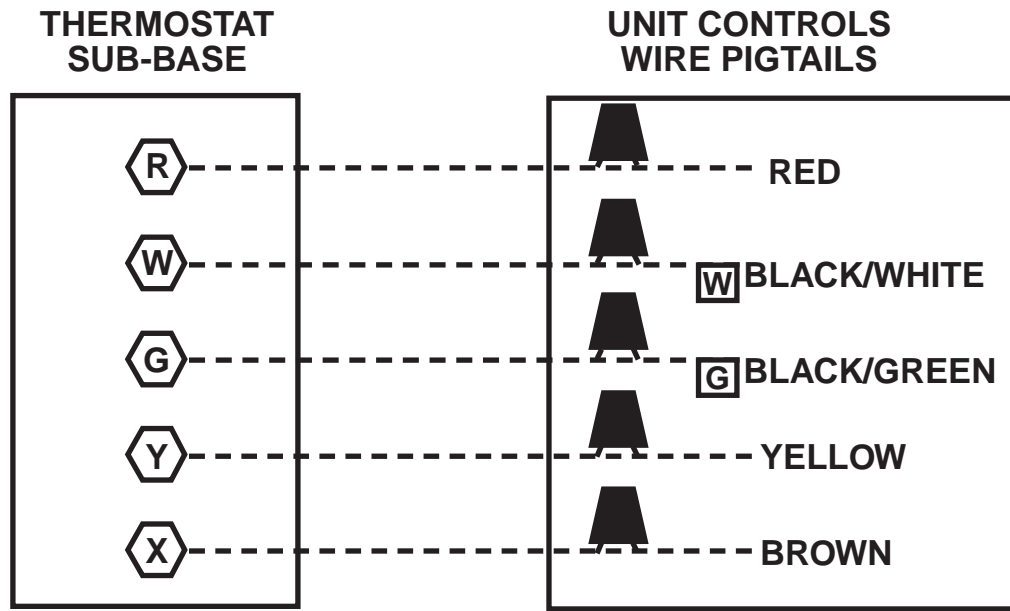 THERMOSTAT
SUB-BASE
UNIT CONTROLS
WIRE PIGTAILS
R RED
W W BLACK/WHITE
G G BLACK/GREEN
Y YELLOW
X BROWN